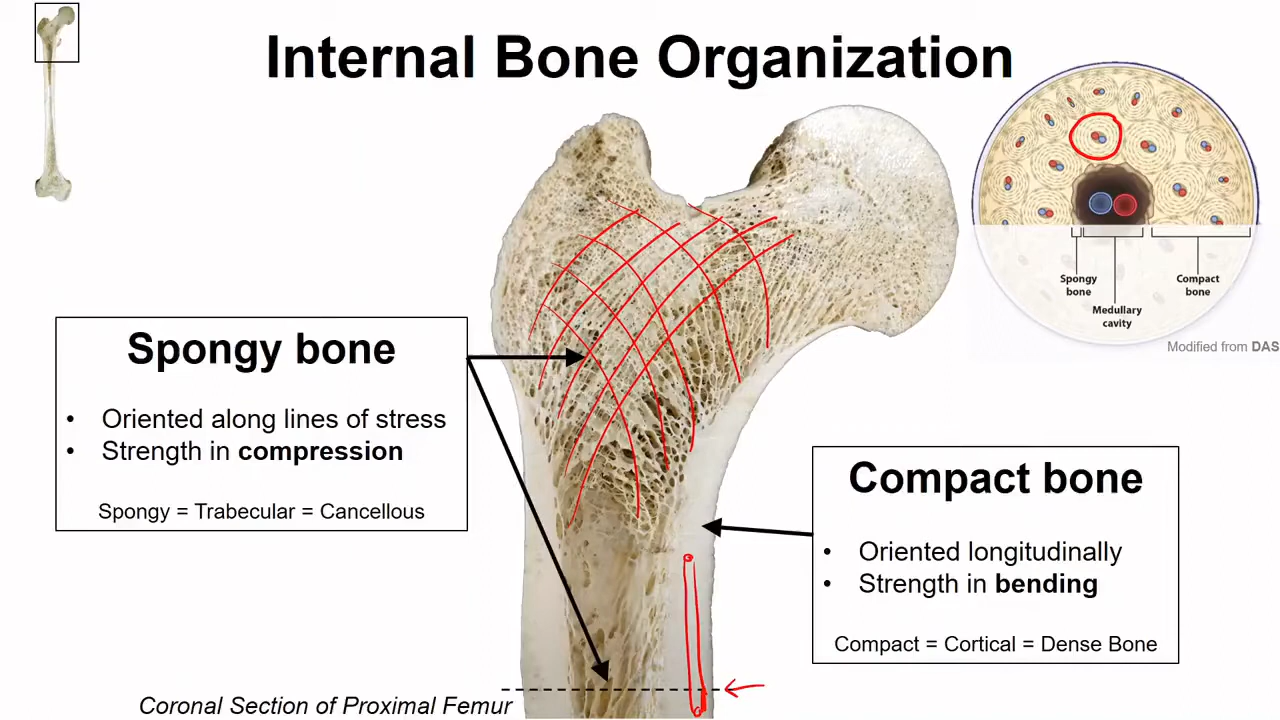 Internal Bone Organization
Spongy bone
• Oriented along lines of stress
• Strength in compression
Spongy = Trabecular = Cancellous
Spongy
bone
Medullary
cavity
Compact
bone
Modified from DAS
Compact bone
• Oriented longitudinally
• Strength in bending
Compact = Cortical = Dense Bone
Coronal Section of Proximal Femur